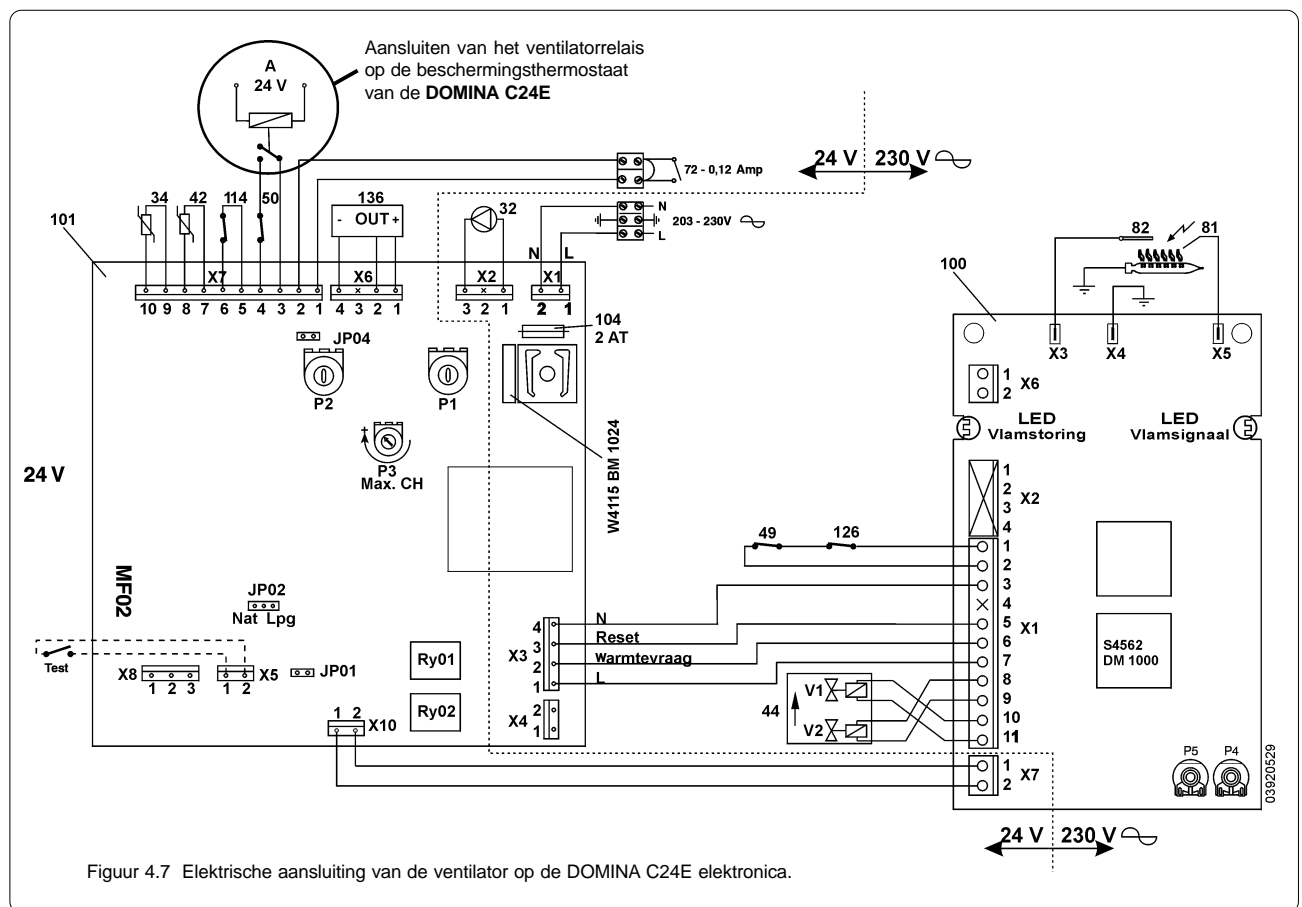 Aansluiten van het ventilatorrelais
op de beschermingsthermostaat
van de DOMINA C24E
A
24 V
24 V 230 V
72 - 0,12 Amp
34 42 114 50 136
- OUT +
32
N
203 - 230V
L
N L
101
X7 X6 X2 X1
10 9 8 7 6 5 4 3 2 1
4 3 2 1
3 2 1
2 1
JP04
P2
P1
104
2 AT
P3
Max. CH
W4115 BM 1024
24 V
MF02
JP02
Nat Lpg
Test
X8
1 2 3
1 2
X5
JP01
Ry01
Ry02
1 2
X10
4
3
X3
2
1
2
X4
1
N
Reset
Warmtevraag
L
82
81
100
X3 X4 X5
1
X6
2
LED
Vlamstoring
LED
Vlamsignaal
1
2
X2
3
4
49 126
1
2
3
4
5
X1
6
7
8
9
10
11
S4562
DM 1000
44
V1
V2
1
X7
2
P5 P4
03920529
24 V 230 V
Figuur 4.7 Elektrische aansluiting van de ventilator op de DOMINA C24E elektronica.